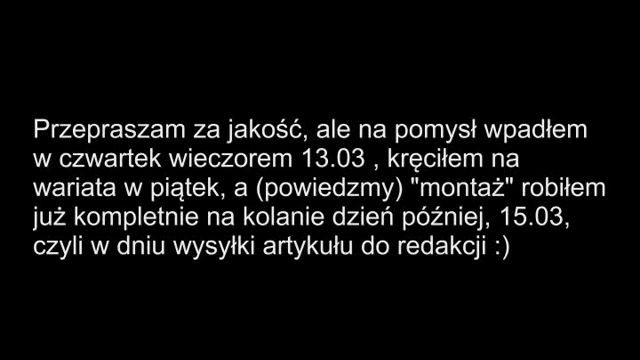 Przepraszam za jakość, ale na pomysł wpadłem
w czwartek wieczorem 13.03 , kręciłem na
wariata w piątek, a (powiedzmy) "montaż" robiłem
już kompletnie na kolanie dzień później, 15.03,
czyli w dniu wysyłki artykułu do redakcji :)